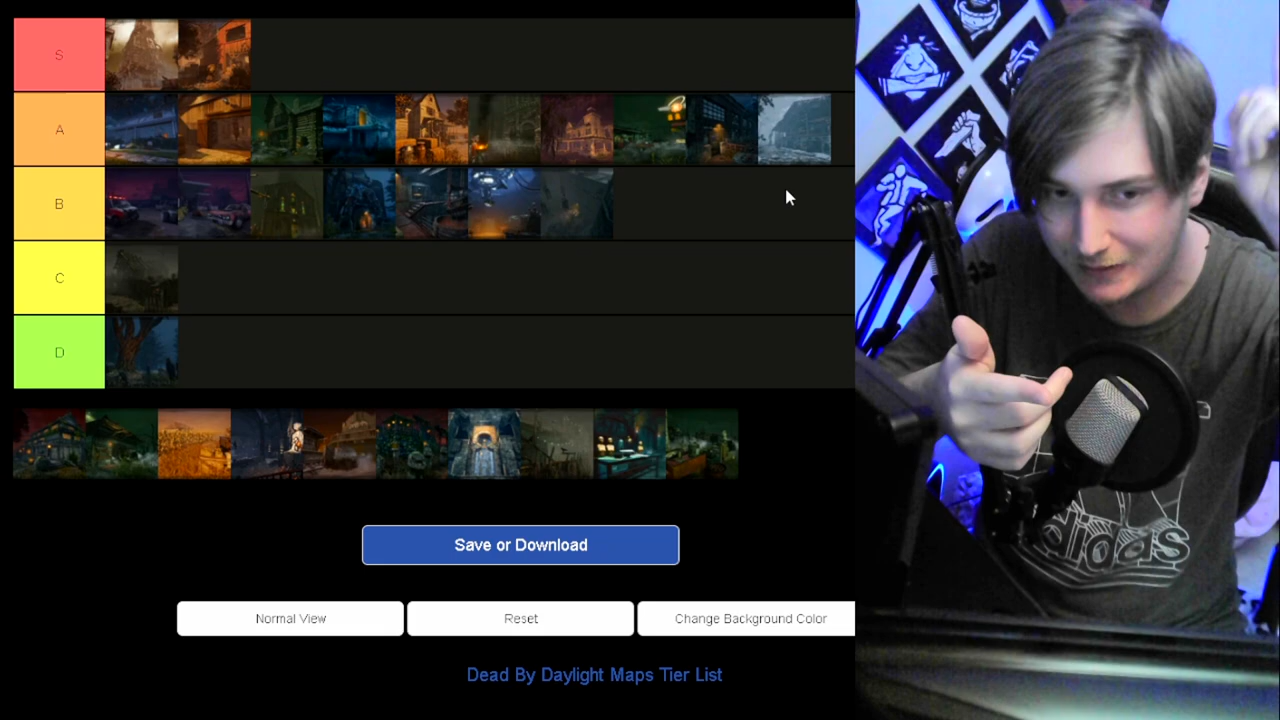 S
A
B
C
D
Save or Download
Normal View
Reset
Change Background Color
Dead By Daylight Maps Tier List
adidas